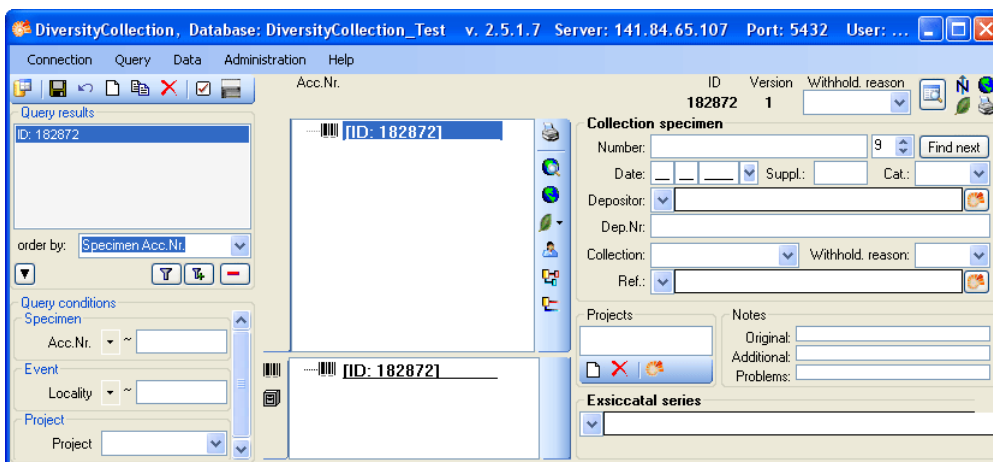 DiversityCollection, Database: DiversityCollection_Test v. 2.5.1.7 Server: 141.84.65.107 Port: 5432 User: ...
Connection Query Data Administration Help
Acc.Nr.
ID Version Withhold. reason
182872 1
N
Query results
ID: 182872
order by: Specimen Acc.Nr.
Query conditions
Specimen
Acc.Nr. ~
Event
Locality ~
Project
Project
[ID: 182872]
[ID: 182872]
Collection specimen
Number: 9 Find next
Date: __ __ ____ Suppl.: Cat.:
Depositor:
Dep.Nr:
Collection: Withhold. reason:
Ref.:
Projects
Notes
Original:
Additional:
Problems:
Exsiccatal series